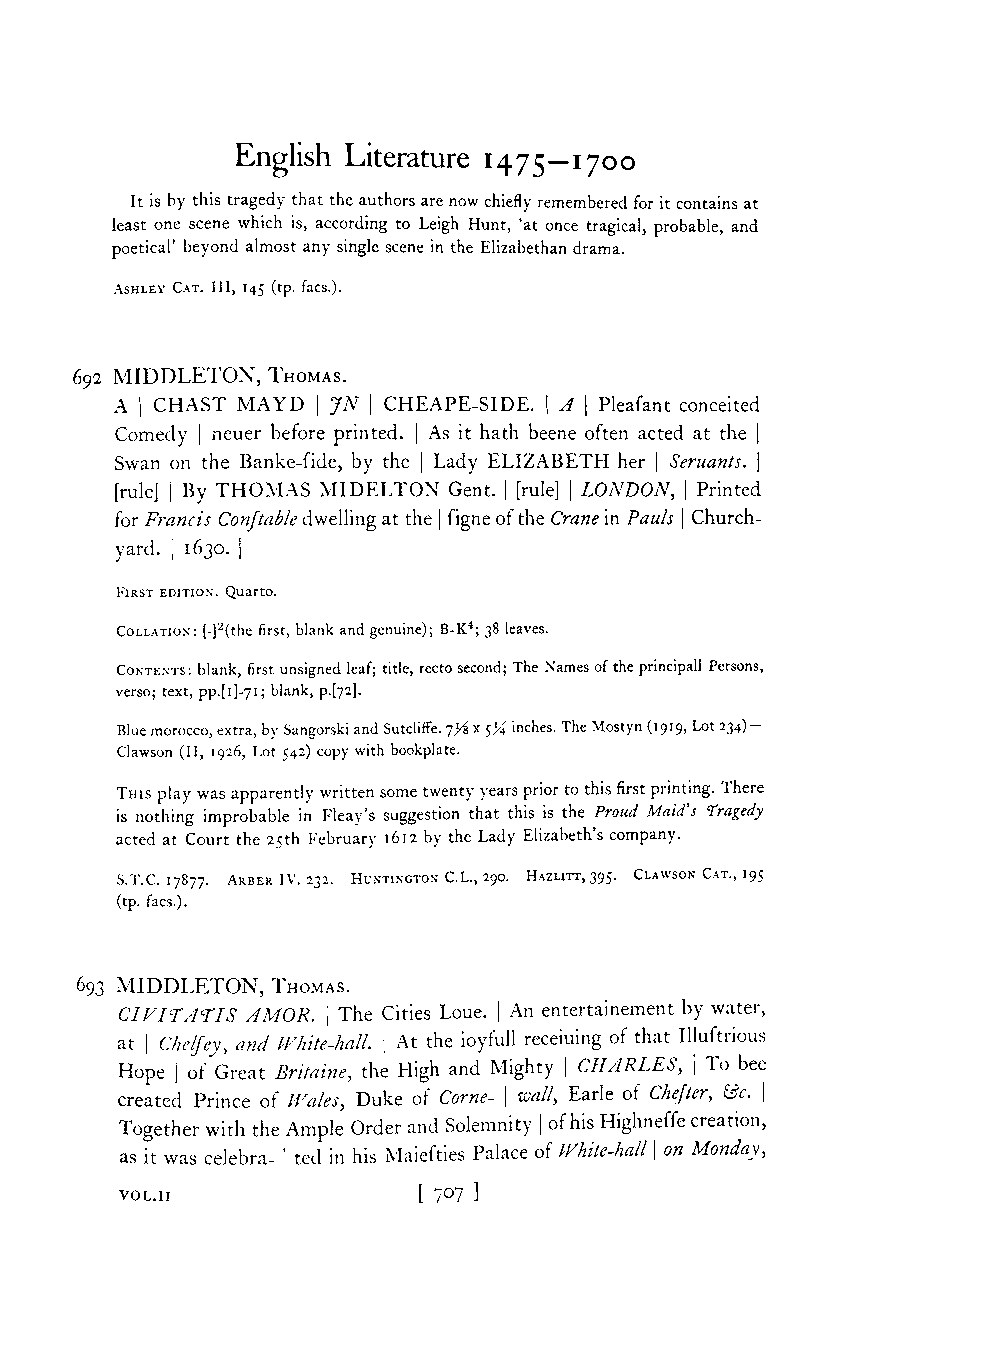 English Literature 1475–1700
It is by this tragedy that the authors are now chiefly remembered for it contains at
least one scene which is, according to Leigh Hunt, 'at once tragical, probable, and
poetical' beyond almost any single scene in the Elizabethan drama.
ASHLEY CAT. III, 145 (tp. facs.).
692 MIDDLETON, THOMAS.
A | CHAST MAYD | JN | CHEAPE-SIDE. | A | Pleaſant conceited
Comedy | neuer before printed. | As it hath beene often acted at the |
Swan on the Banke-ſide, by the | Lady ELIZABETH her | Seruants. |
[rule] | By THOMAS MIDELTON Gent. | [rule] | LONDON, | Printed
for Francis Conſtable dwelling at the | ſigne of the Crane in Pauls | Church-
yard. | 1630. |
FIRST EDITION. Quarto.
COLLATION: [-]²(the first, blank and genuine); B-K⁴; 38 leaves.
CONTENTS: blank, first unsigned leaf; title, recto second; The Names of the principall Persons,
verso; text, pp.[1]-71; blank, p.[72].
Blue morocco, extra, by Sangorski and Sutcliffe. 7⅛ x 5¼ inches. The Mostyn (1919, Lot 234)—
Clawson (II, 1926, Lot 542) copy with bookplate.
THIS play was apparently written some twenty years prior to this first printing. There
is nothing improbable in Fleay's suggestion that this is the Proud Maid's Tragedy
acted at Court the 25th February 1612 by the Lady Elizabeth's company.
S.T.C. 17877. ARBER IV. 232. HUNTINGTON C.L., 290. HAZLITT, 395. CLAWSON CAT., 195
(tp. facs.).
693 MIDDLETON, THOMAS.
CIVITATIS AMOR. | The Cities Loue. | An entertainement by water,
at | Chelſey, and White-hall. | At the ioyfull receiuing of that Illuſtrious
Hope | of Great Britaine, the High and Mighty | CHARLES, | To bee
created Prince of Wales, Duke of Corne- | wall, Earle of Cheſter, &c. |
Together with the Ample Order and Solemnity | of his Highneſſe creation,
as it was celebra- | ted in his Maieſties Palace of White-hall | on Monday,
VOL.II [ 707 ]